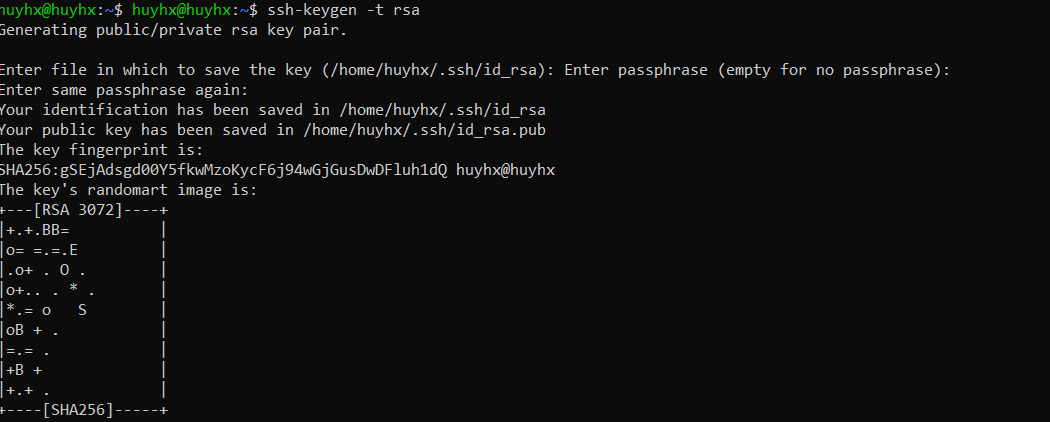 huyhx@huyhx:~$ huyhx@huyhx:~$ ssh-keygen -t rsa
Generating public/private rsa key pair.
Enter file in which to save the key (/home/huyhx/.ssh/id_rsa): Enter passphrase (empty for no passphrase):
Enter same passphrase again:
Your identification has been saved in /home/huyhx/.ssh/id_rsa
Your public key has been saved in /home/huyhx/.ssh/id_rsa.pub
The key fingerprint is:
SHA256:gSEjAdsgd00Y5fkwMzoKycF6j94wGjGusDwDFluh1dQ huyhx@huyhx
The key's randomart image is:
+---[RSA 3072]----+
|+.+.BB=          |
|o= =.=.E         |
|.o+ . O .        |
|o+.. . * .       |
|*.= o   S        |
|oB + .           |
|=.= .            |
|+B +             |
|+.+ .            |
+----[SHA256]-----+